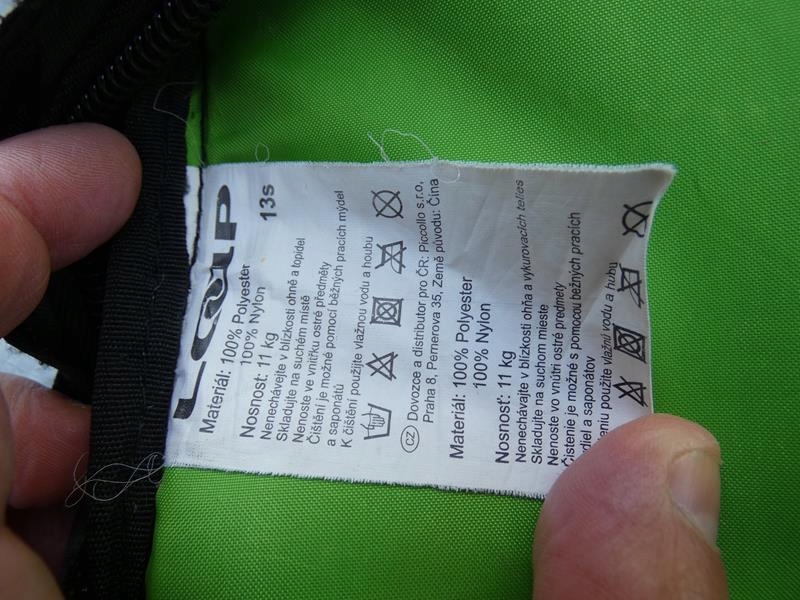 LOAP
13s
Materiál: 100% Polyester
100% Nylon
Nosnost: 11 kg
Nenechávejte v blízkosti ohně a topidel
Skladujte na suchém místě
Nenoste ve vnitřku ostré předměty
Čištění je možné pomocí běžných pracích mýdel
a saponátů
K čištění použijte vlažnou vodu a houbu
CZ Dovozce a distributor pro ČR: Piccollo s.r.o,
Praha 8, Pernerova 35, Země původu: Čína
Materiál: 100% Polyester
100% Nylon
Nosnosť: 11 kg
Nenechávajte v blízkosti ohňa a vykurovacích telies
Skladujte na suchom mieste
Nenoste vo vnútri ostré predmety
Čistenie je možné s pomocou bežných pracích
ydiel a saponátov
eniu použite vlažnú vodu a hubu